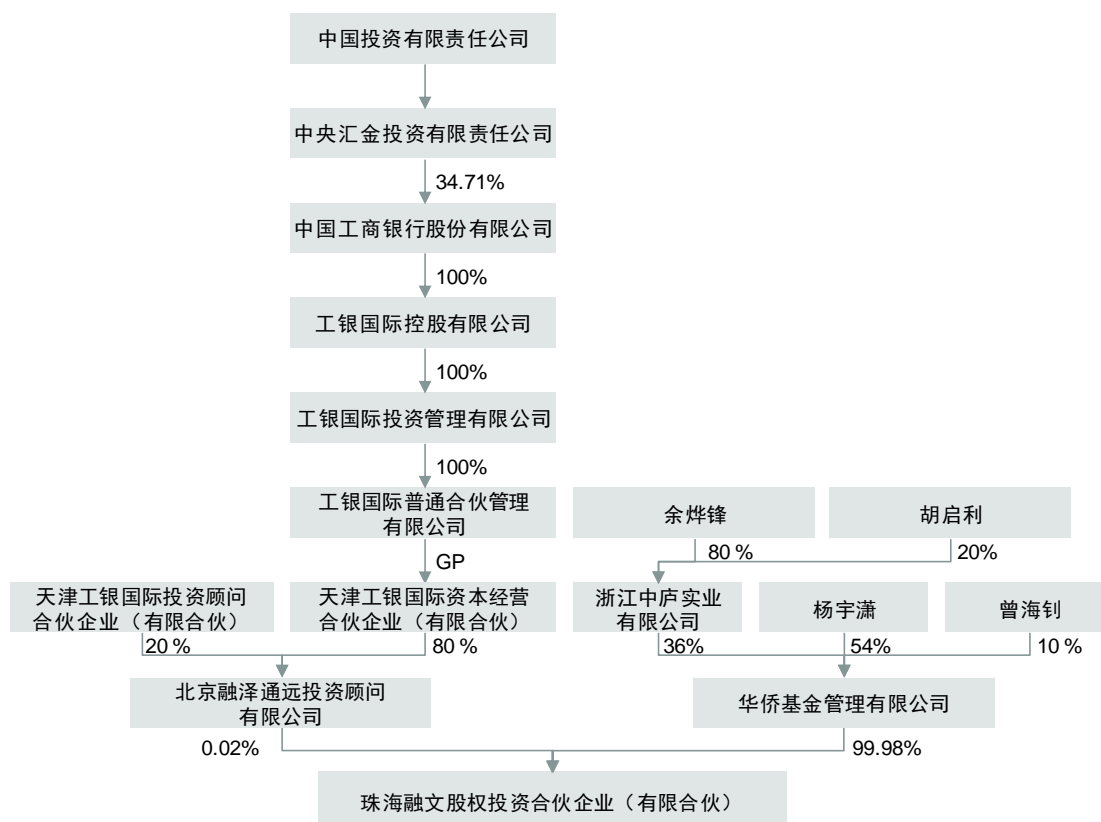 中国投资有限责任公司
中央汇金投资有限责任公司
34.71%
中国工商银行股份有限公司
100%
工银国际控股有限公司
100%
工银国际投资管理有限公司
100%
工银国际普通合伙管理
有限公司
余烨锋
胡启利
GP
80 %
20%
天津工银国际投资顾问
合伙企业（有限合伙）
天津工银国际资本经营
合伙企业（有限合伙）
浙江中庐实业
有限公司
杨宇潇
曾海钊
20 %
80 %
36%
54%
10 %
北京融泽通远投资顾问
有限公司
华侨基金管理有限公司
0.02%
99.98%
珠海融文股权投资合伙企业（有限合伙）